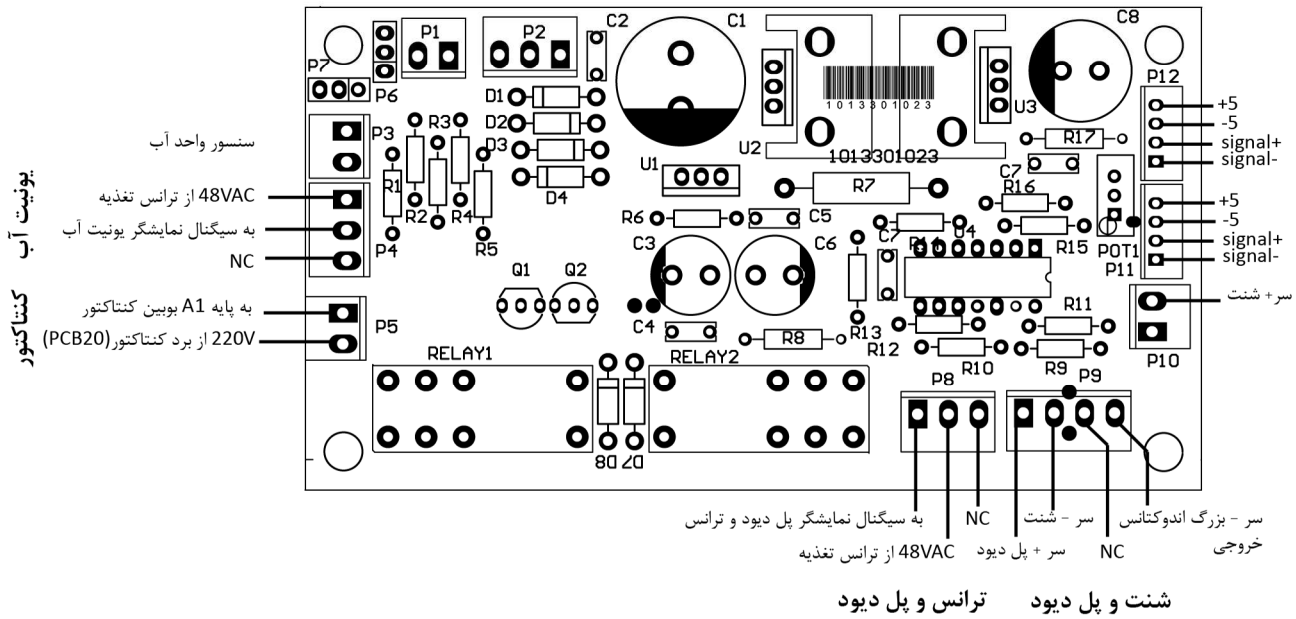 C2
C1
C8
P1
P2
P7
P6
P12
D1
D2
D3
D4
U3
U2
U1
1013301023
1013301023
+5
-5
signal+
signal-
P3
R3
R1
R2
R4
R5
P4
R17
C7
R16
R7
R6
C5
R14
U4
R15
POT1
P11
+5
-5
signal+
signal-
سنسور واحد آب
48VAC از ترانس تغذیه
به سیگنال نمایشگر یونیت آب
NC
یونیت آب
C3
C6
C7
Q1
Q2
C4
R13
سر+ شنت
P10
به پایه A1 بوبین کنتاکتور
220V از برد کنتاکتور(PCB20)
کنتاکتور
P5
R8
R12
R11
R10
R9
RELAY1
RELAY2
P8
P9
D8
D7
به سیگنال نمایشگر پل دیود و ترانس
NC
48VAC از ترانس تغذیه
سر - شنت
سر + پل دیود
NC
سر - بزرگ اندوکتانس
خروجی
ترانس و پل دیود
شنت و پل دیود